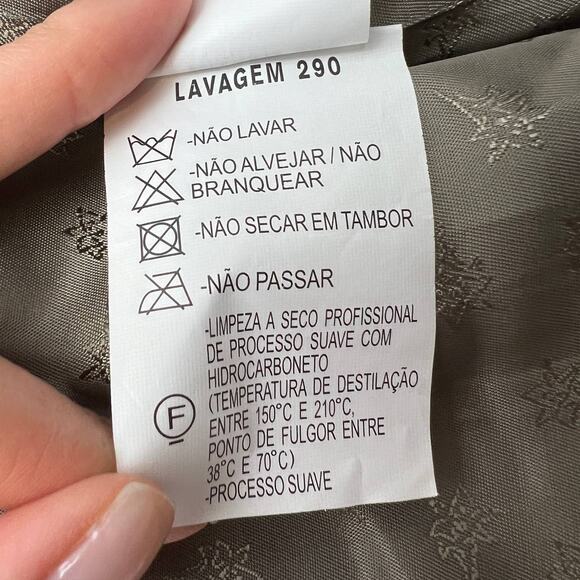 LAVAGEM 290
-NÃO LAVAR
-NÃO ALVEJAR / NÃO
BRANQUEAR
-NÃO SECAR EM TAMBOR
-NÃO PASSAR
-LIMPEZA A SECO PROFISSIONAL
DE PROCESSO SUAVE COM
HIDROCARBONETO
(TEMPERATURA DE DESTILAÇÃO
ENTRE 150°C E 210°C,
PONTO DE FULGOR ENTRE
38°C E 70°C)
-PROCESSO SUAVE
F